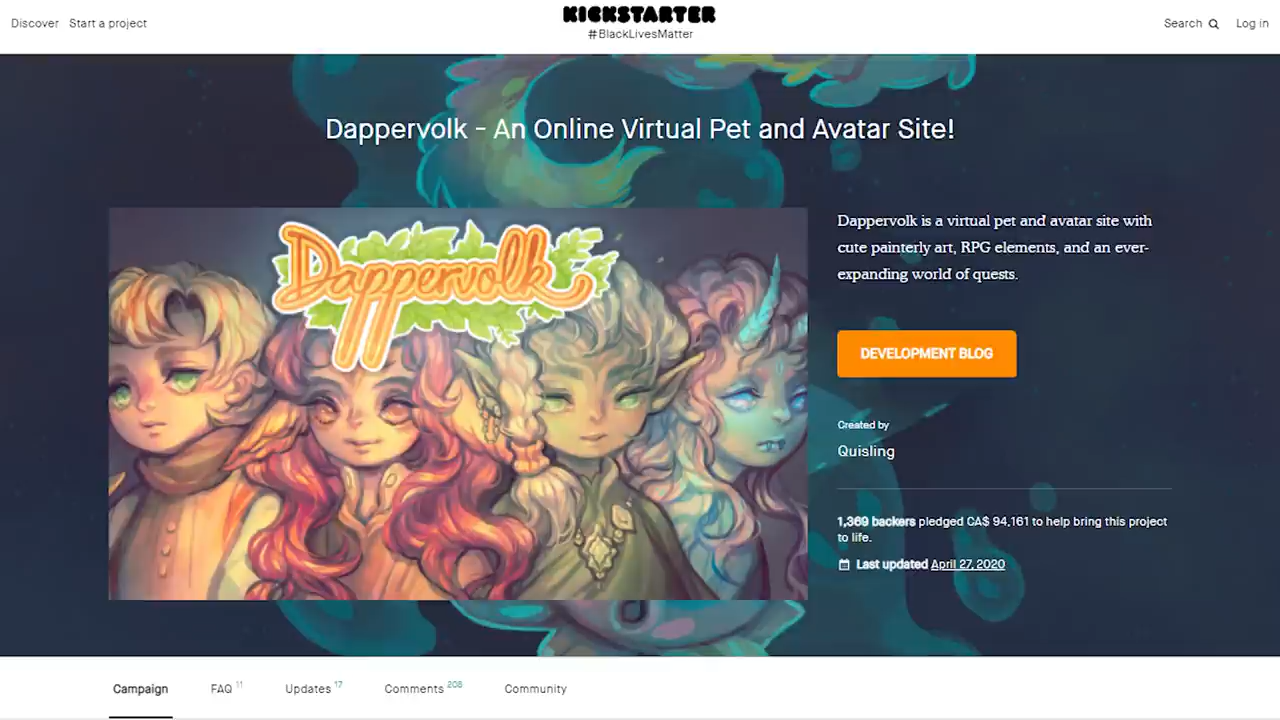 Discover Start a project
KICKSTARTER
#BlackLivesMatter
Search Log in
Dappervolk - An Online Virtual Pet and Avatar Site!
Dappervolk
Dappervolk is a virtual pet and avatar site with
cute painterly art, RPG elements, and an ever-
expanding world of quests.
DEVELOPMENT BLOG
Created by
Quisling
1,369 backers pledged CA$ 94,161 to help bring this project
to life.
Last updated April 27, 2020
Campaign FAQ 11 Updates 17 Comments 208 Community